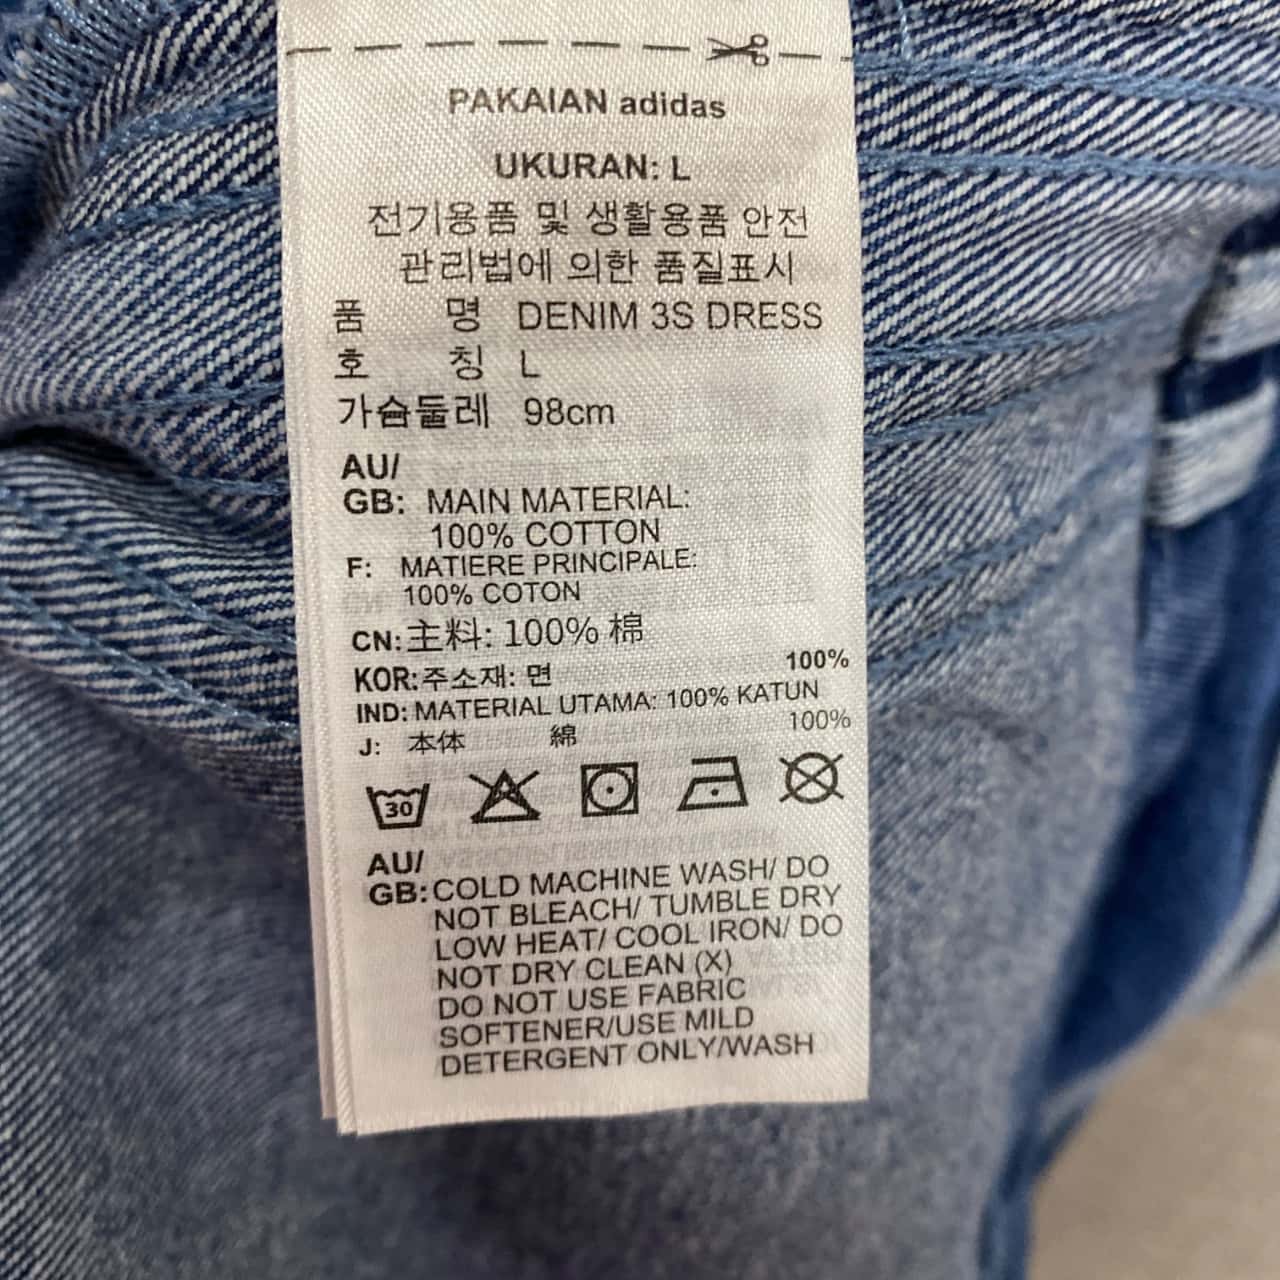 PAKAIAN adidas
UKURAN: L
전기용품 및 생활용품 안전
관리법에 의한 품질표시
품 명 DENIM 3S DRESS
호 칭 L
가슴둘레 98cm
AU/
GB: MAIN MATERIAL:
100% COTTON
F: MATIERE PRINCIPALE:
100% COTON
CN:主料: 100% 棉
KOR:주소재: 면 100%
IND: MATERIAL UTAMA: 100% KATUN
J: 本体 綿 100%
30
AU/
GB:COLD MACHINE WASH/ DO
NOT BLEACH/ TUMBLE DRY
LOW HEAT/ COOL IRON/ DO
NOT DRY CLEAN (X)
DO NOT USE FABRIC
SOFTENER/USE MILD
DETERGENT ONLY/WASH